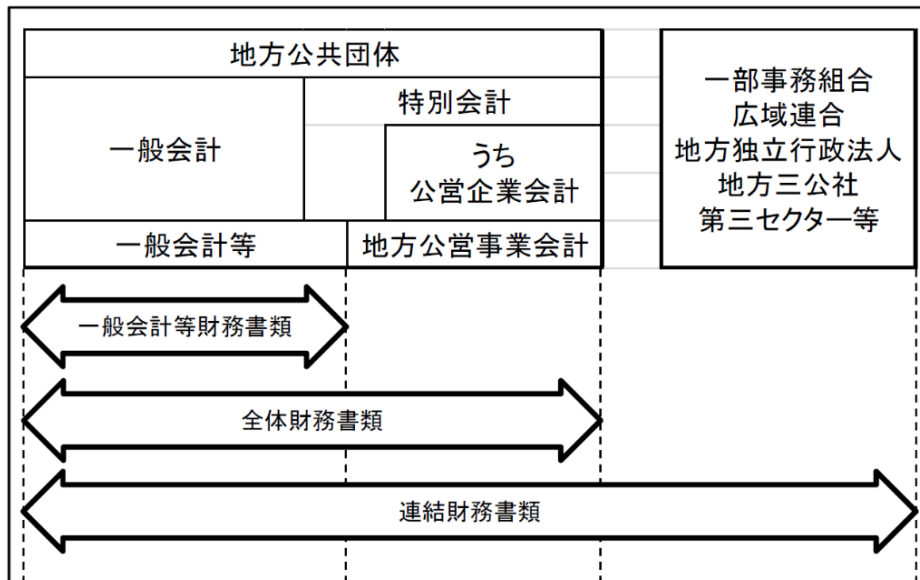 地方公共団体
一般会計
特別会計
うち
公営企業会計
一般会計等
地方公営事業会計
一部事務組合
広域連合
地方独立行政法人
地方三公社
第三セクター等
一般会計等財務書類
全体財務書類
連結財務書類